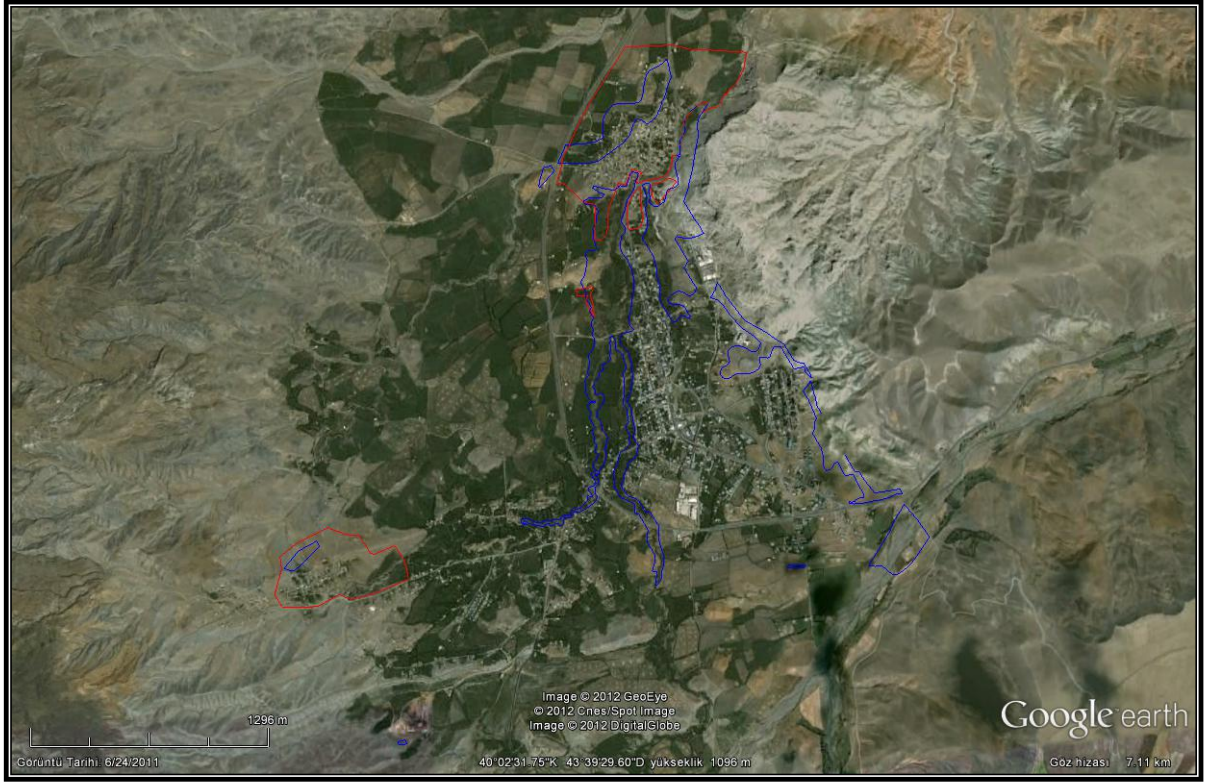 1296 m
Image © 2012 GeoEye
© 2012 Cnes/Spot Image
Image © 2012 DigitalGlobe
Google earth
Görüntü Tarihi: 6/24/2011 40°02'31.75"K 43°39'29.60"D yükseklik 1096 m Göz hizası 7.11 km